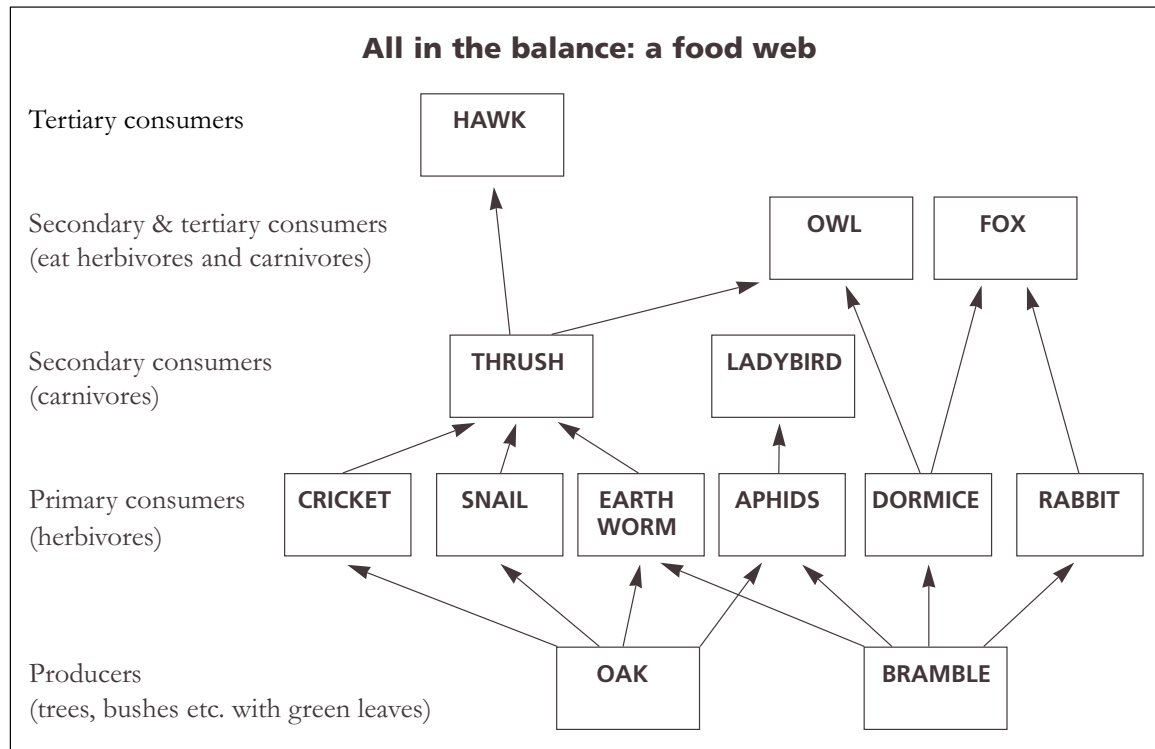 All in the balance: a food web
Tertiary consumers
HAWK
Secondary & tertiary consumers
(eat herbivores and carnivores)
OWL
FOX
Secondary consumers
(carnivores)
THRUSH
LADYBIRD
Primary consumers
(herbivores)
CRICKET
SNAIL
EARTH
WORM
APHIDS
DORMICE
RABBIT
Producers
(trees, bushes etc. with green leaves)
OAK
BRAMBLE